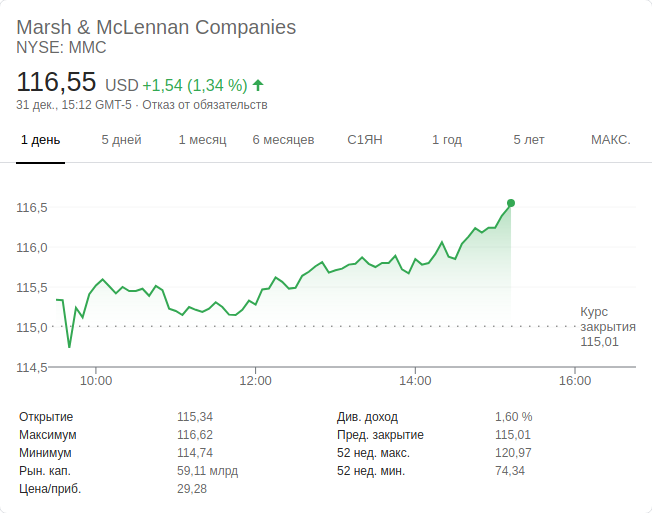 Marsh & McLennan Companies
NYSE: MMC
116,55 USD +1,54 (1,34 %)
31 дек., 15:12 GMT-5 · Отказ от обязательств
1 день 5 дней 1 месяц 6 месяцев С1ЯН 1 год 5 лет МАКС.
116,5
116,0
115,5
115,0
114,5
Курс
закрытия
115,01
10:00 12:00 14:00 16:00
Открытие 115,34 Див. доход 1,60 %
Максимум 116,62 Пред. закрытие 115,01
Минимум 114,74 52 нед. макс. 120,97
Рын. кап. 59,11 млрд 52 нед. мин. 74,34
Цена/приб. 29,28